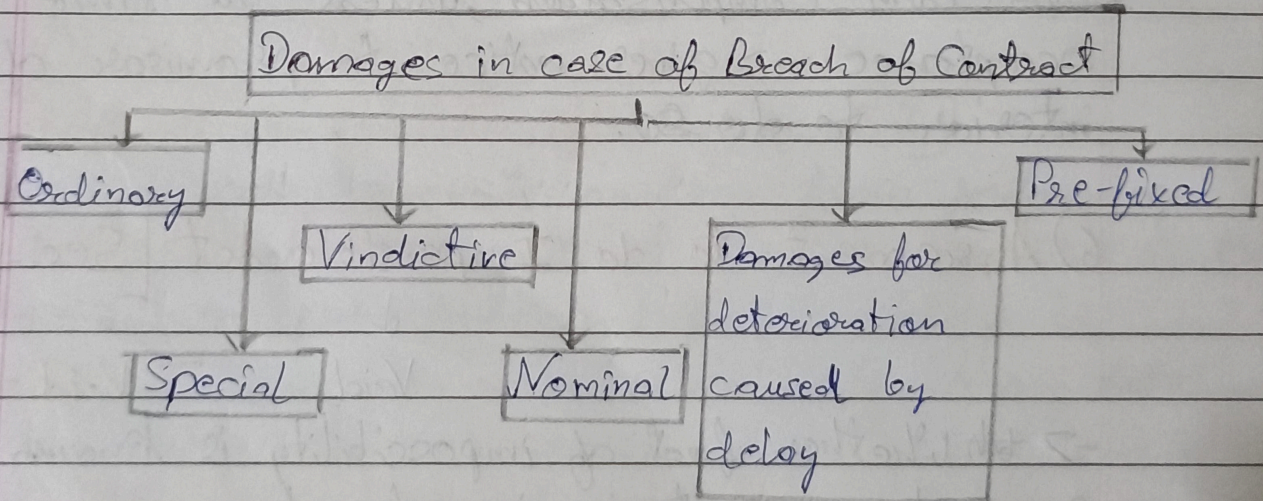 Damages in case of Breach of Contract
Ordinary
Pre-fixed
Vindictive
Damages for
deterioration
caused by
delay
Special
Nominal